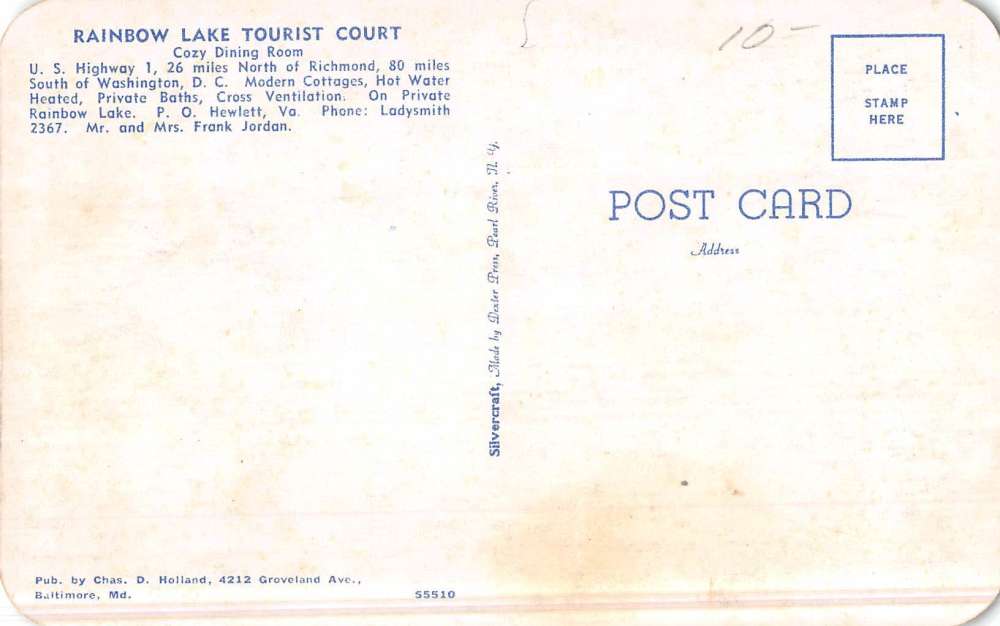 RAINBOW LAKE TOURIST COURT
Cozy Dining Room
U. S. Highway 1, 26 miles North of Richmond, 80 miles
South of Washington, D. C. Modern Cottages, Hot Water
Heated, Private Baths, Cross Ventilation. On Private
Rainbow Lake. P. O. Hewlett, Va. Phone: Ladysmith
2367. Mr. and Mrs. Frank Jordan.
10-
PLACE
STAMP
HERE
POST CARD
Address
Silvercraft, Made by Dexter Press, Pearl River, N. Y.
Pub. by Chas. D. Holland, 4212 Groveland Ave.,
Baltimore, Md.
S5510